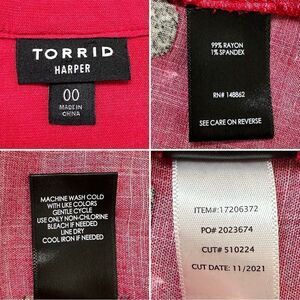 TORRID
HARPER
00
MADE IN
CHINA
99% RAYON
1% SPANDEX
RN# 148862
SEE CARE ON REVERSE
MACHINE WASH COLD
WITH LIKE COLORS
GENTLE CYCLE
USE ONLY NON-CHLORINE
BLEACH IF NEEDED
LINE DRY
COOL IRON IF NEEDED
ITEM#:17206372
PO# 2023674
CUT# 510224
CUT DATE: 11/2021